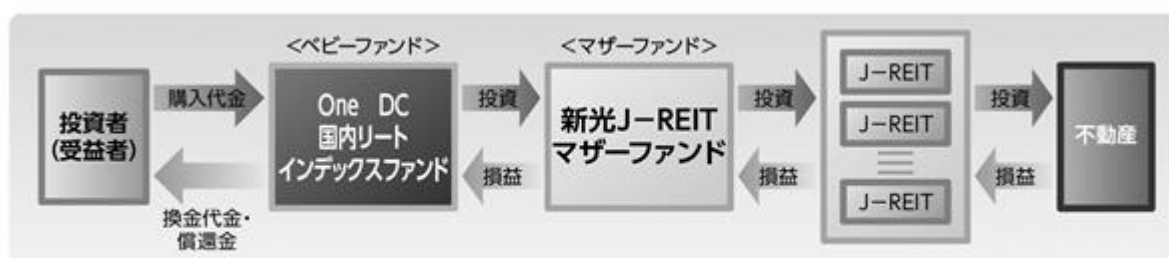 <ベビーファンド>
<マザーファンド>
投資者
(受益者)
購入代金
換金代金・
償還金
One DC
国内リート
インデックスファンド
投資
損益
新光J-REIT
マザーファンド
投資
損益
J-REIT
J-REIT
J-REIT
投資
損益
不動産